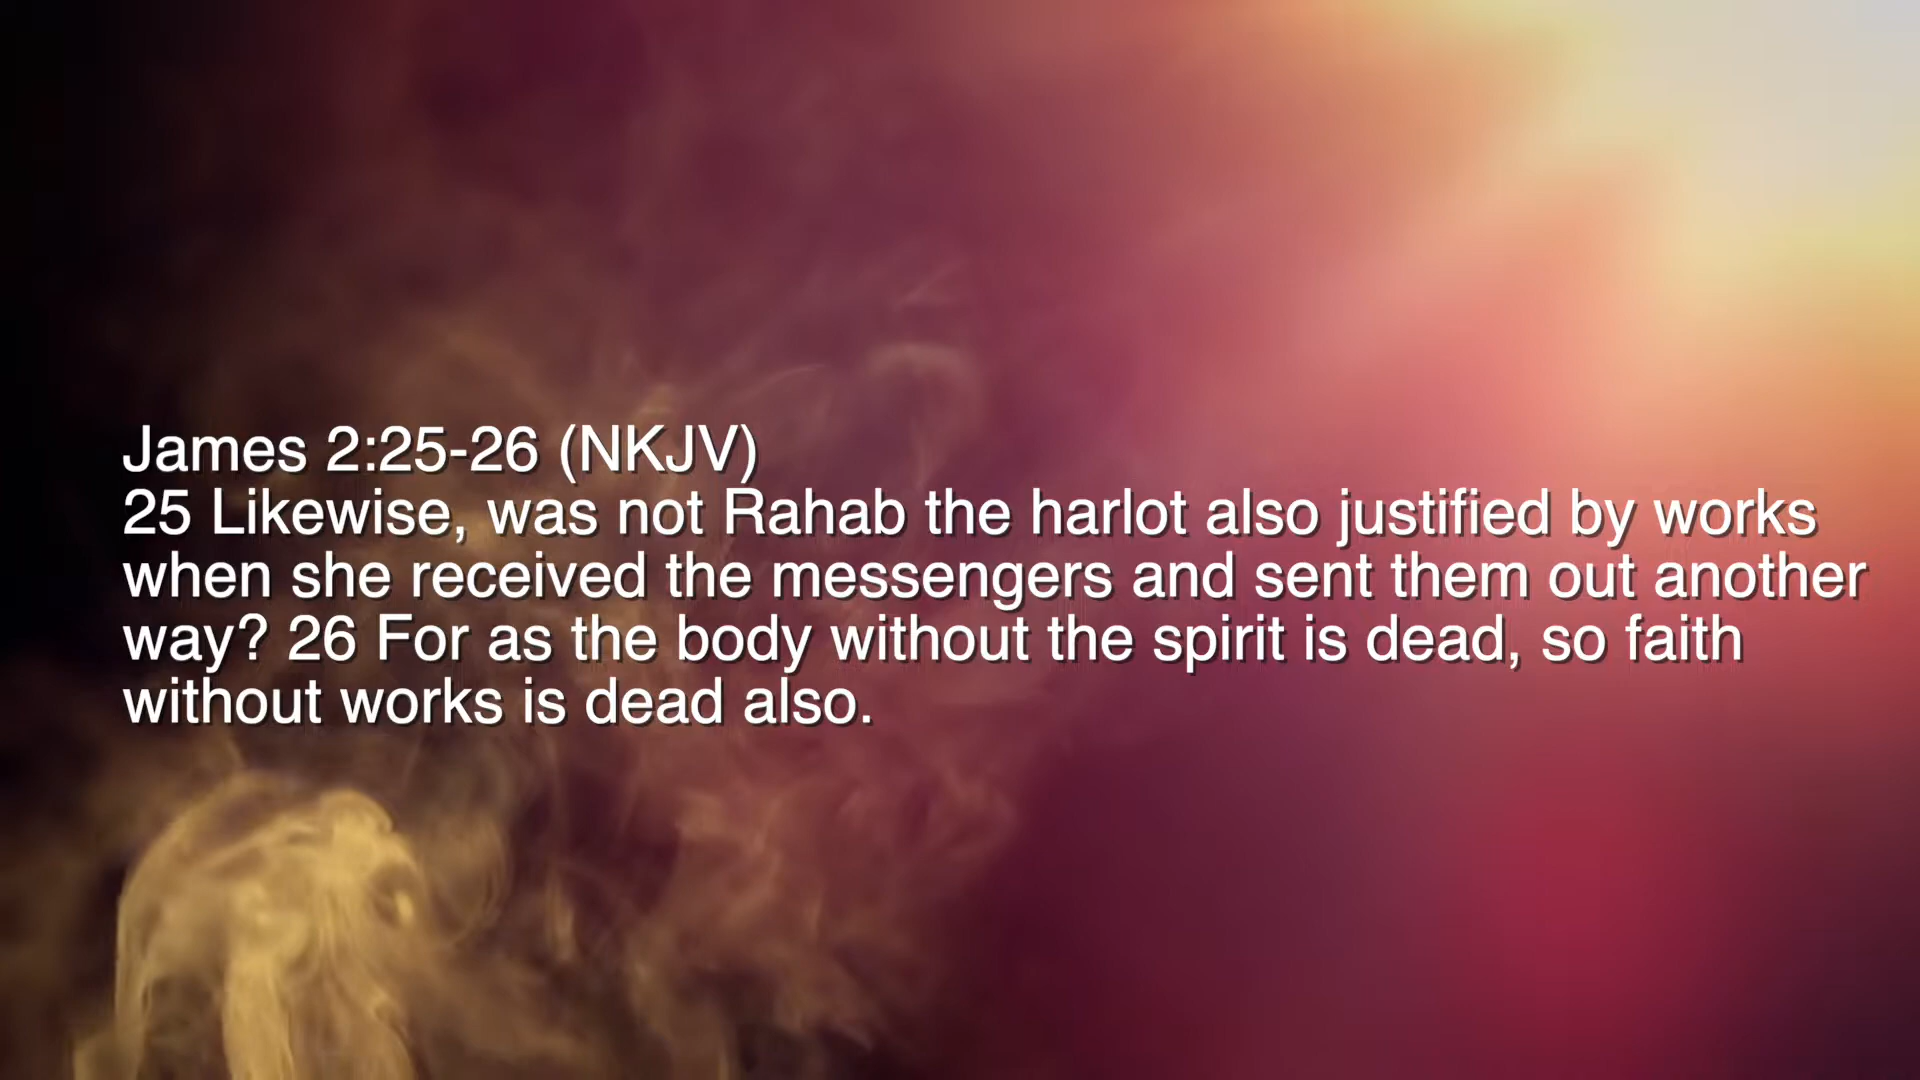 James 2:25-26 (NKJV)
25 Likewise, was not Rahab the harlot also justified by works
when she received the messengers and sent them out another
way? 26 For as the body without the spirit is dead, so faith
without works is dead also.